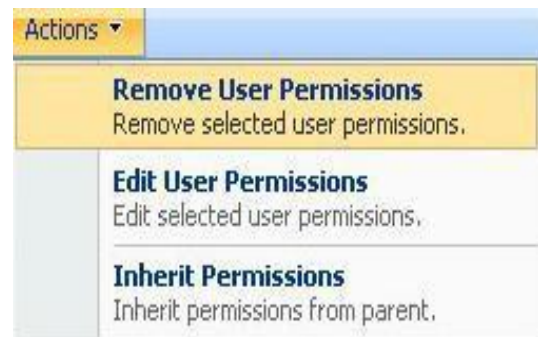 Actions
Remove User Permissions
Remove selected user permissions.
Edit User Permissions
Edit selected user permissions.
Inherit Permissions
Inherit permissions from parent.